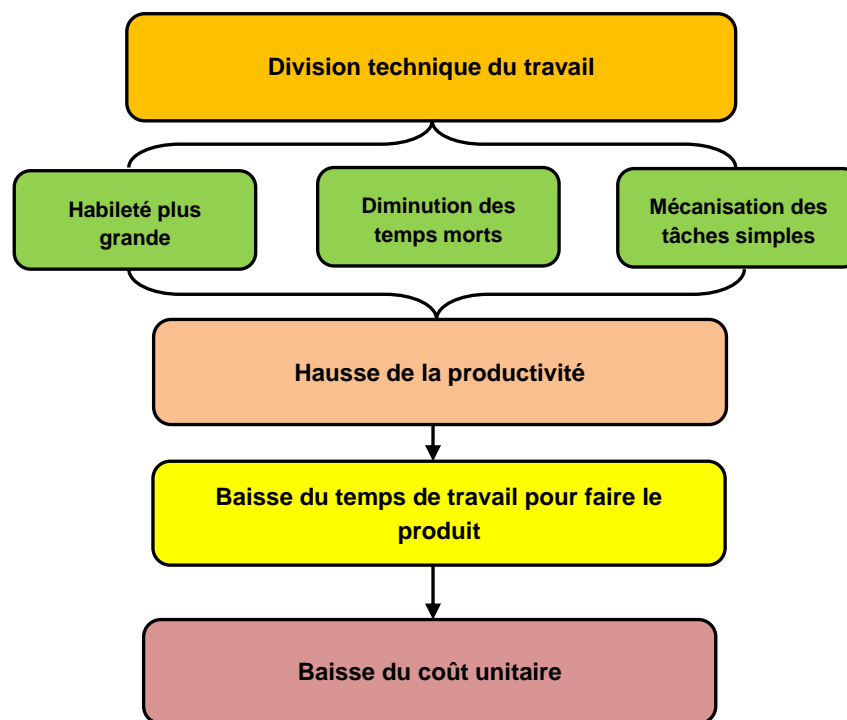 Division technique du travail
Habileté plus
grande
Diminution des
temps morts
Mécanisation des
tâches simples
Hausse de la productivité
Baisse du temps de travail pour faire le
produit
Baisse du coût unitaire